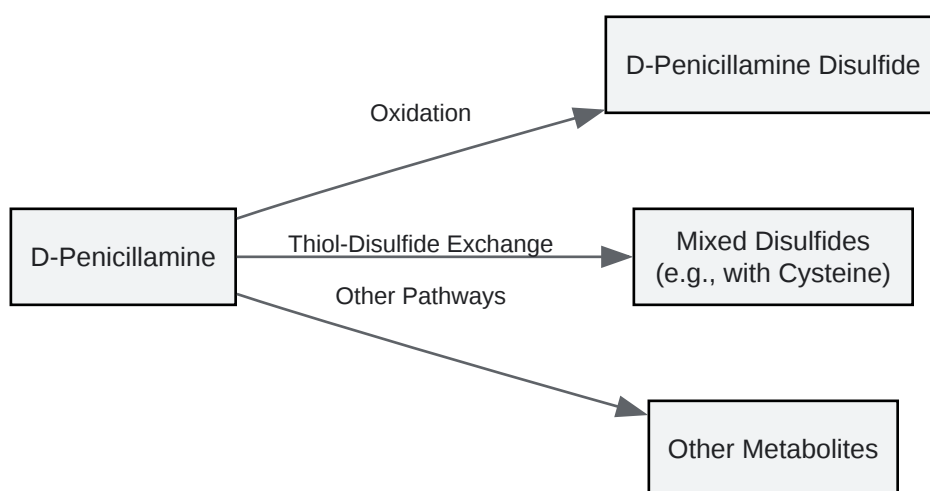 D-Penicillamine Disulfide
Oxidation
D-Penicillamine
Thiol-Disulfide Exchange
Mixed Disulfides
(e.g., with Cysteine)
Other Pathways
Other Metabolites